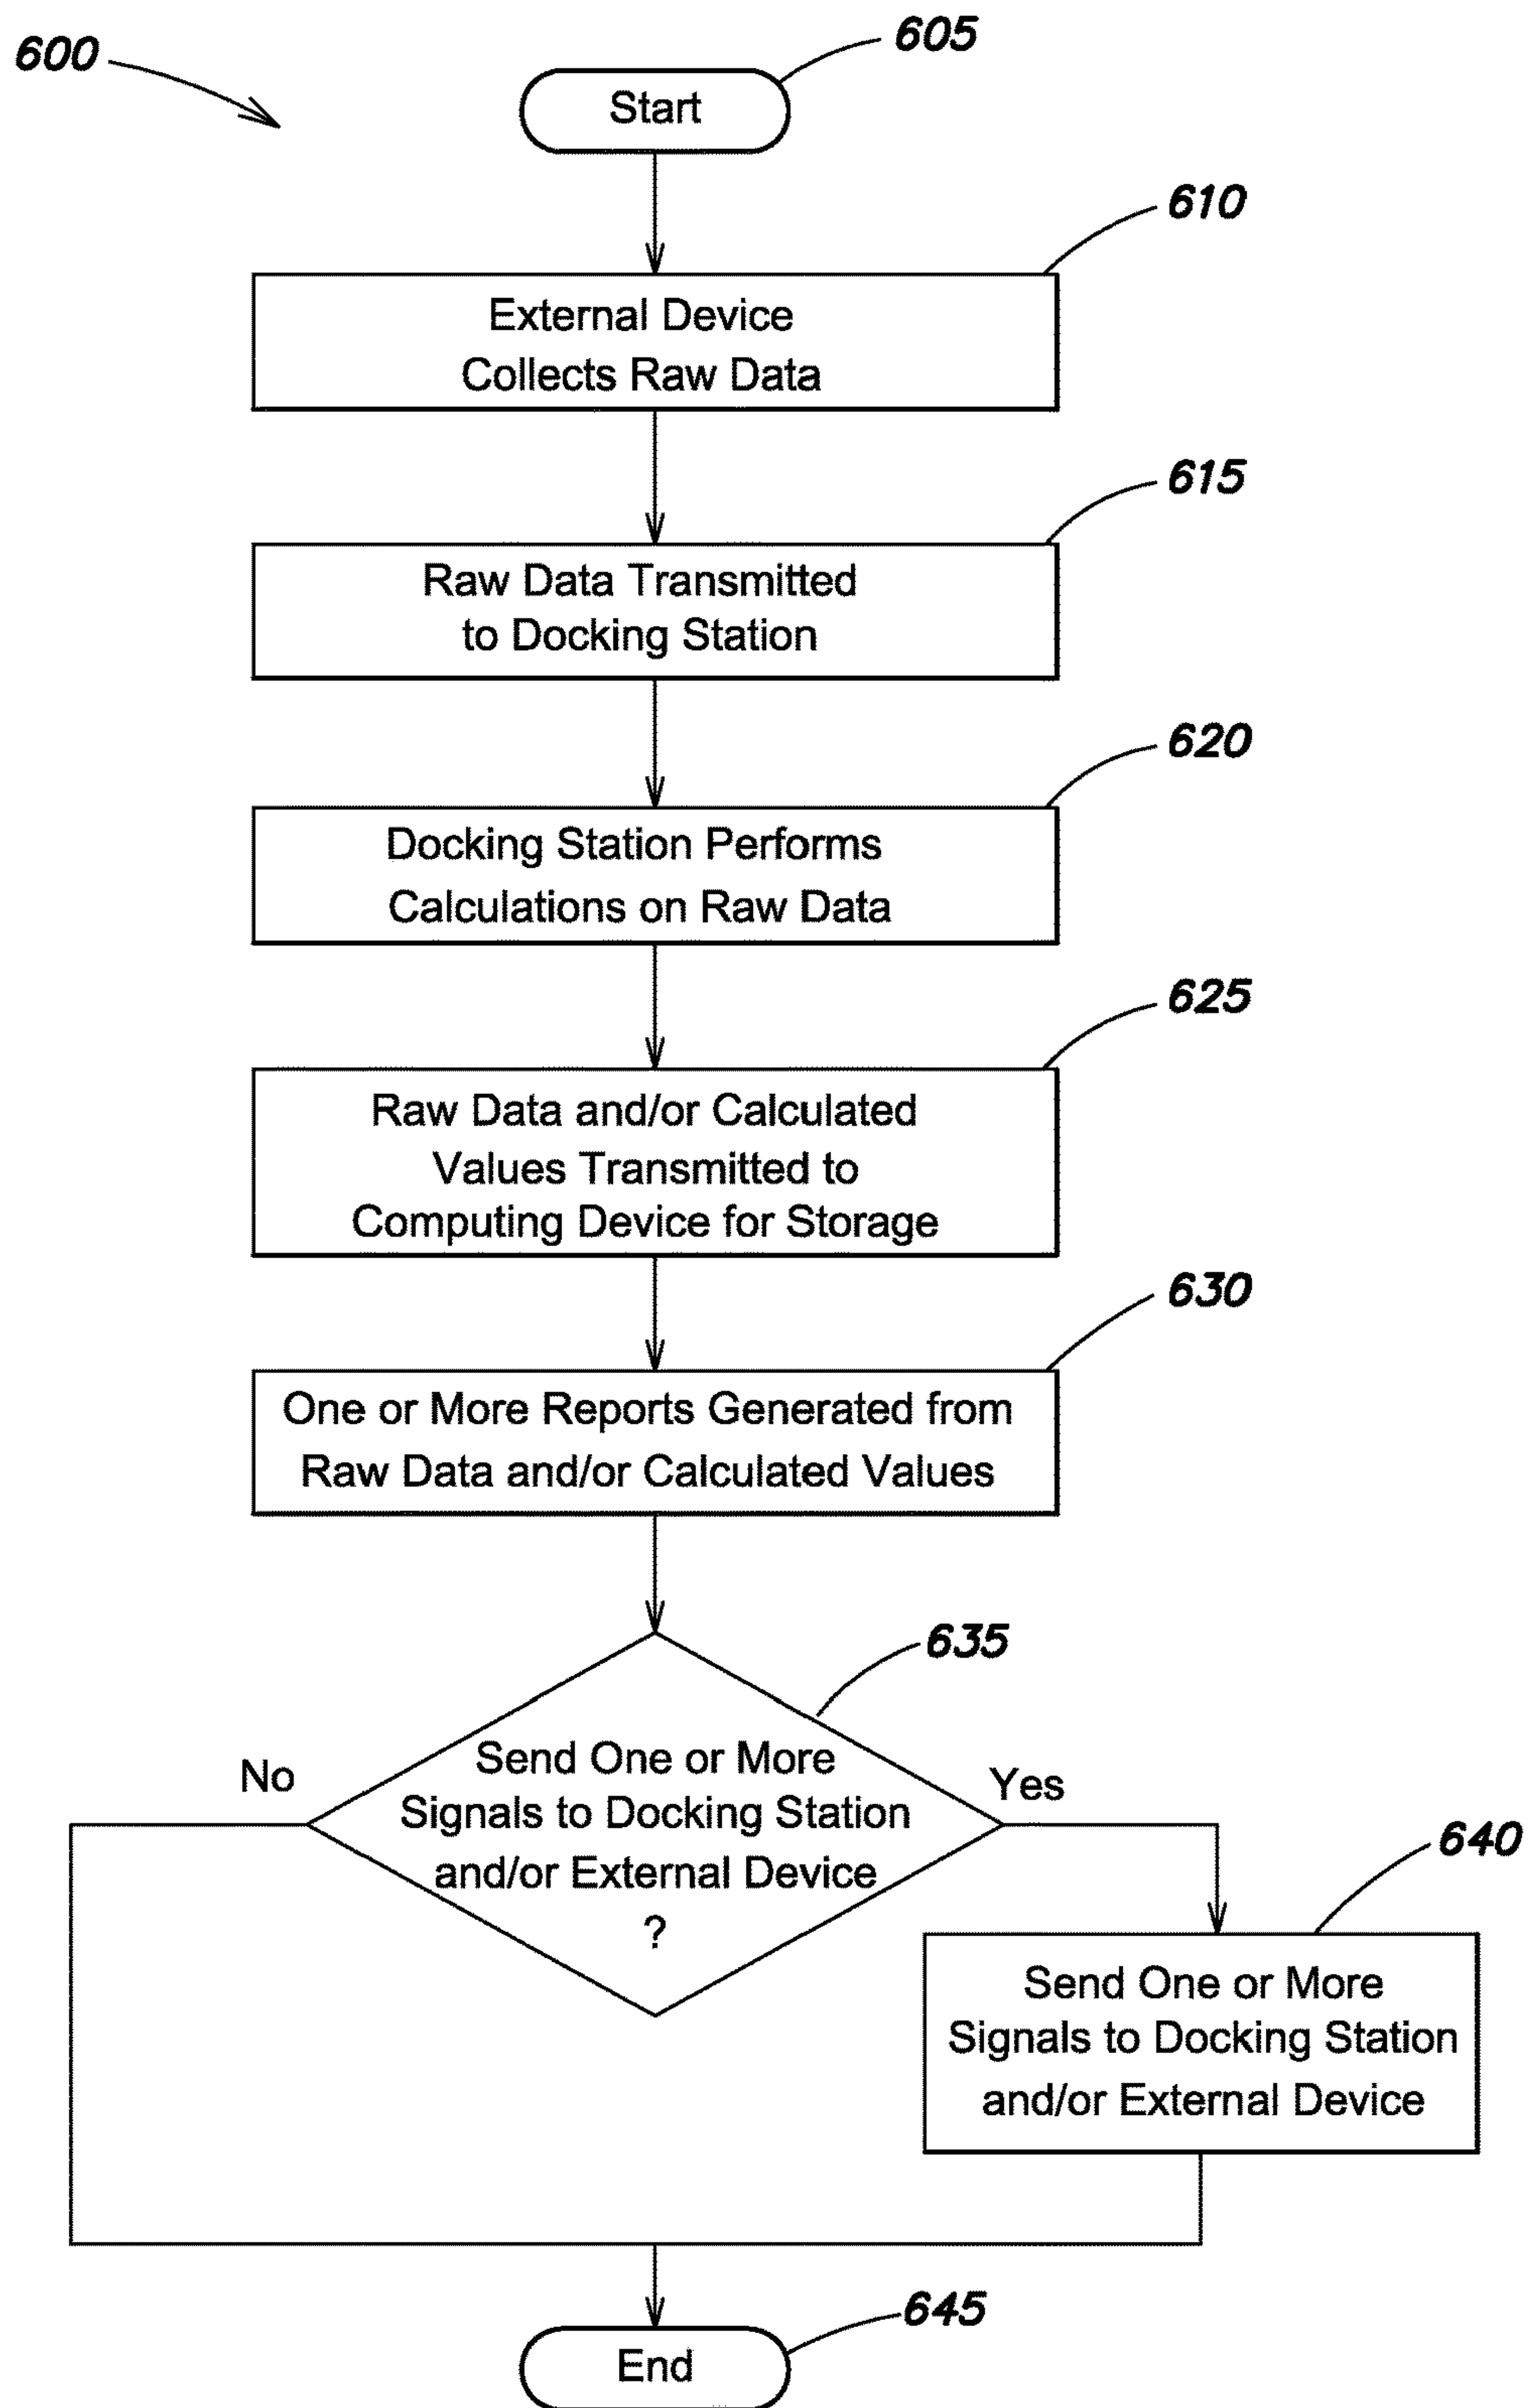 600
605
Start
610
External Device
Collects Raw Data
615
Raw Data Transmitted
to Docking Station
620
Docking Station Performs
Calculations on Raw Data
625
Raw Data and/or Calculated
Values Transmitted to
Computing Device for Storage
630
One or More Reports Generated from
Raw Data and/or Calculated Values
635
Send One or More
Signals to Docking Station
and/or External Device
?
No
Yes
640
Send One or More
Signals to Docking Station
and/or External Device
645
End